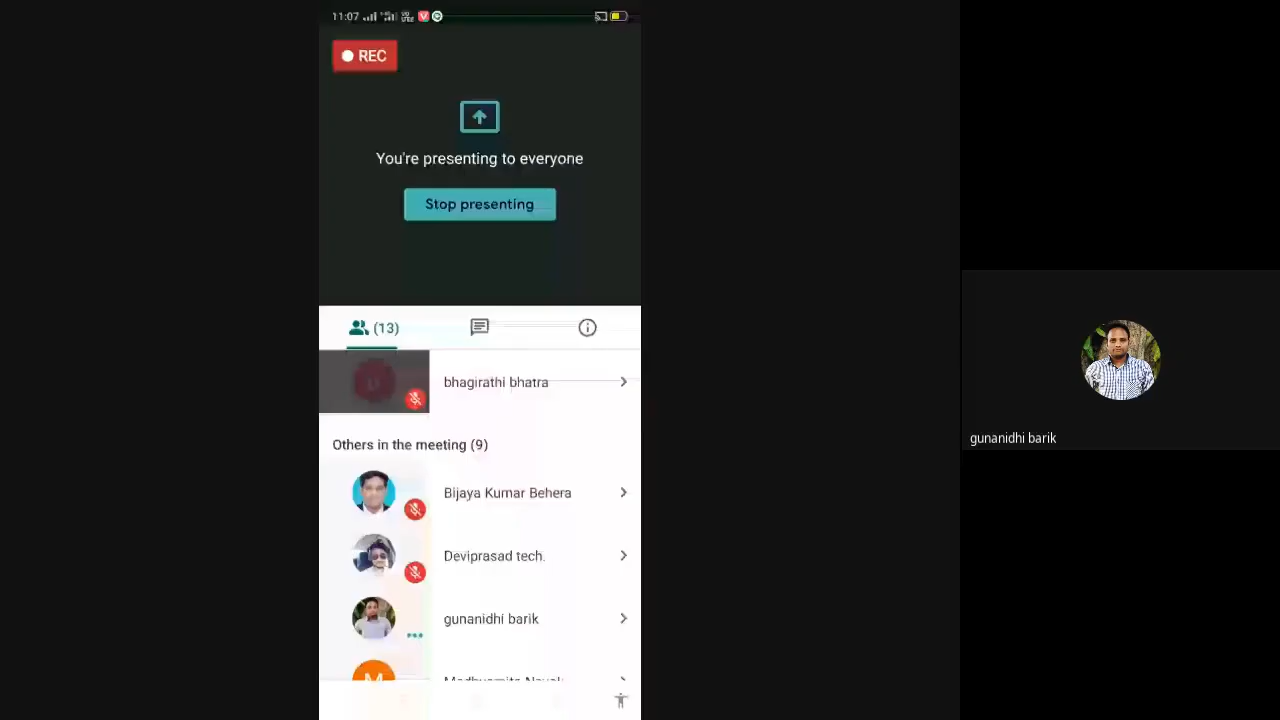 11:07
REC
You're presenting to everyone
Stop presenting
(13)
bhagirathi bhatra
Others in the meeting (9)
Bijaya Kumar Behera
Deviprasad tech.
gunanidhi barik
gunanidhi barik